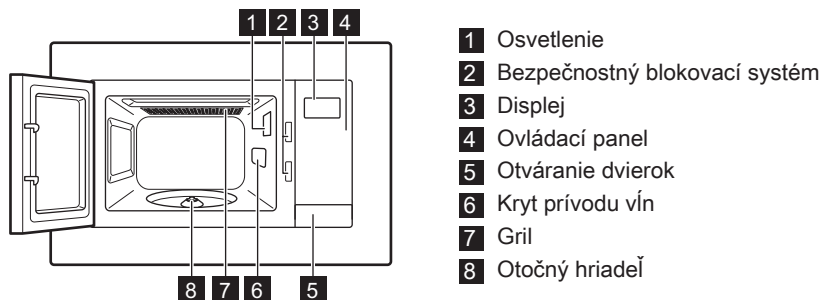 1 2 3 4
1 Osvetlenie
2 Bezpečnostný blokovací systém
3 Displej
4 Ovládací panel
5 Otváranie dvierok
6 Kryt prívodu vĺn
7 Gril
8 Otočný hriadeľ
8 7 6 5